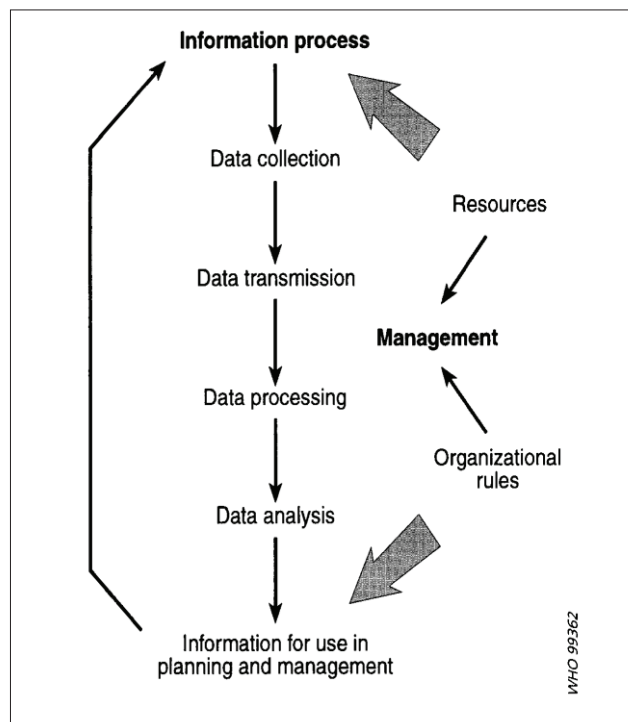 Information process
Data collection
Resources
Data transmission
Management
Data processing
Organizational
rules
Data analysis
Information for use in
planning and management
WHO 99362